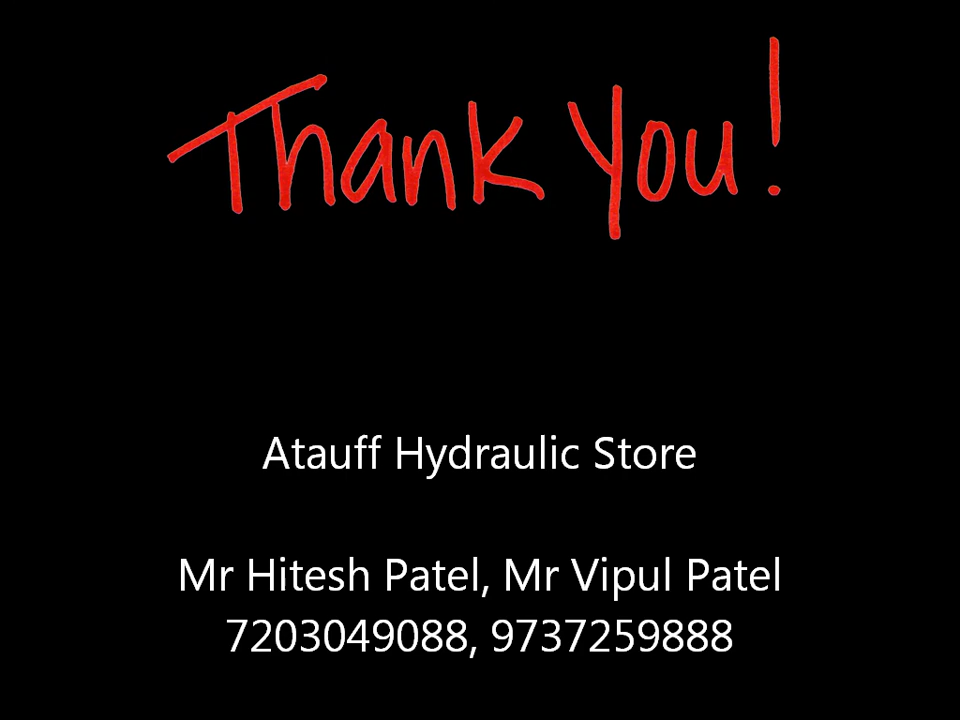 Thank You!
Atauff Hydraulic Store
Mr Hitesh Patel, Mr Vipul Patel
7203049088, 9737259888